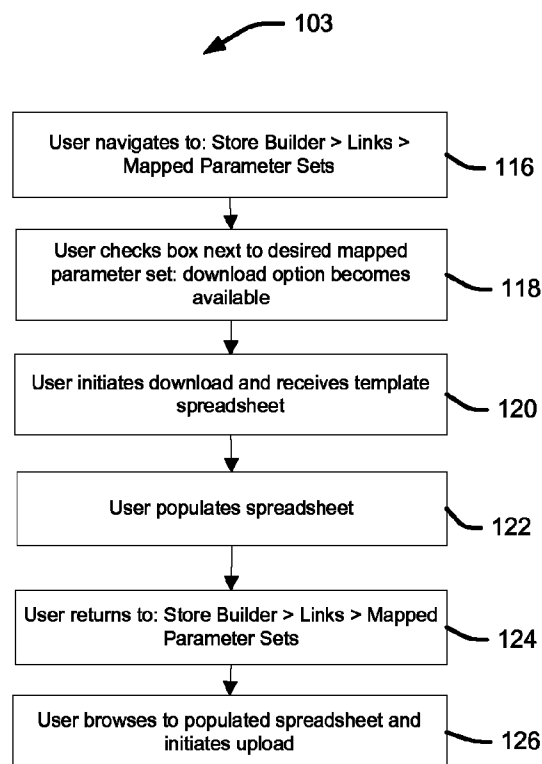 103
User navigates to: Store Builder > Links >
Mapped Parameter Sets
116
User checks box next to desired mapped
parameter set: download option becomes
available
118
User initiates download and receives template
spreadsheet
120
User populates spreadsheet
122
User returns to: Store Builder > Links > Mapped
Parameter Sets
124
User browses to populated spreadsheet and
initiates upload
126